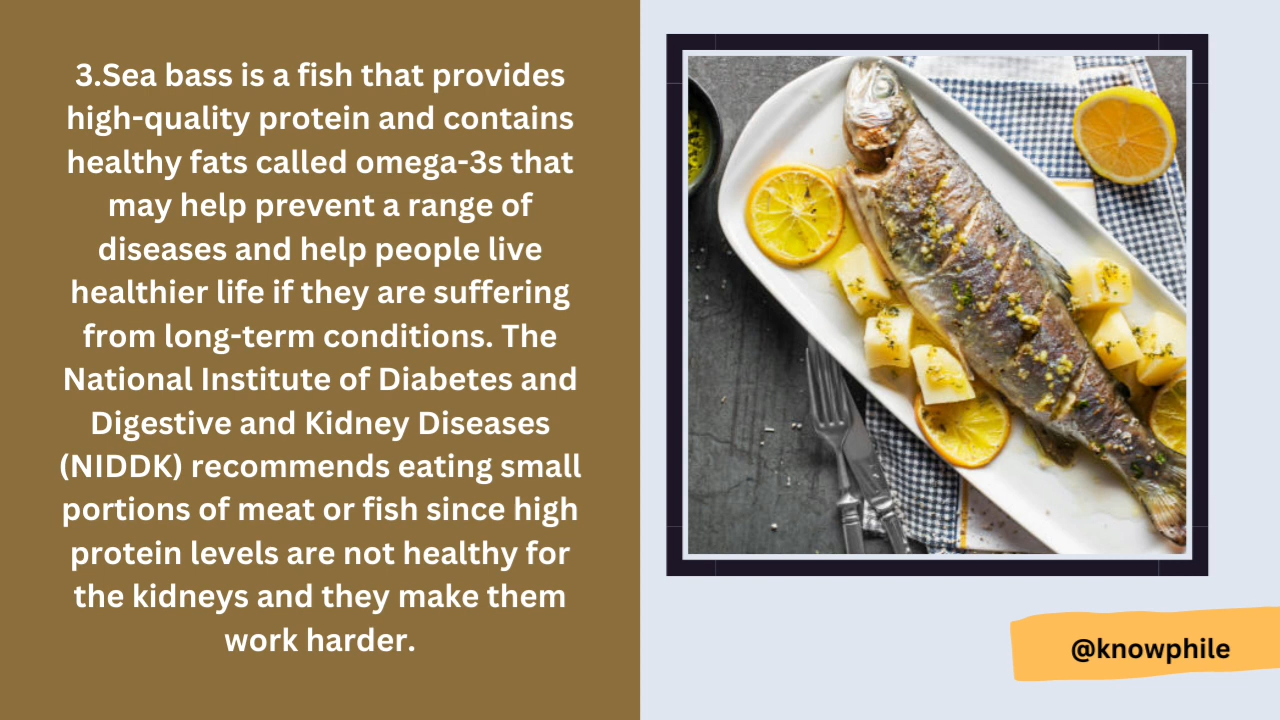 3.Sea bass is a fish that provides
high-quality protein and contains
healthy fats called omega-3s that
may help prevent a range of
diseases and help people live
healthier life if they are suffering
from long-term conditions. The
National Institute of Diabetes and
Digestive and Kidney Diseases
(NIDDK) recommends eating small
portions of meat or fish since high
protein levels are not healthy for
the kidneys and they make them
work harder.
@knowphile